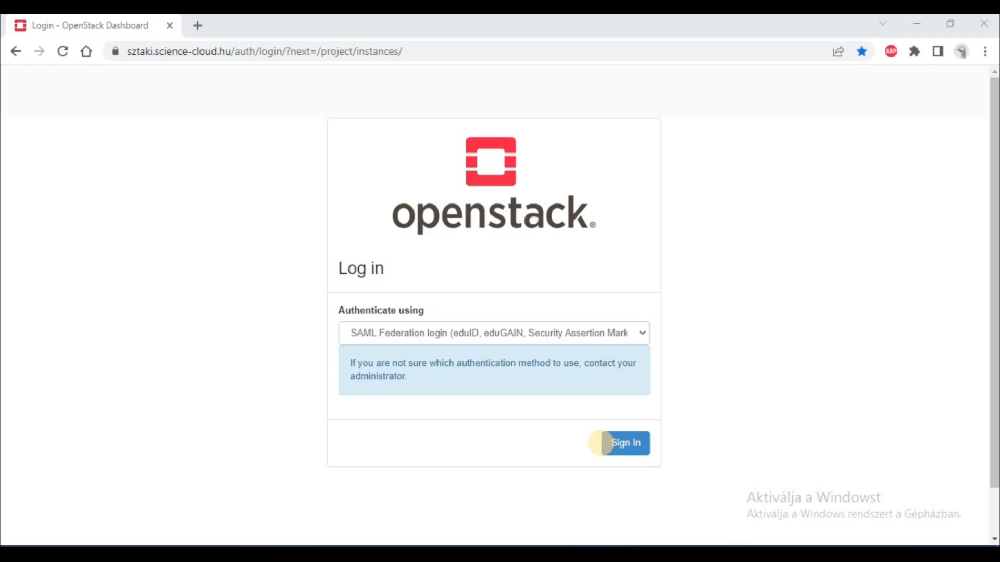 Login - OpenStack Dashboard
sztaki.science-cloud.hu/auth/login/?next=/project/instances/
ABP
openstack®
Log in
Authenticate using
SAML Federation login (eduID, eduGAIN, Security Assertion Mark
If you are not sure which authentication method to use, contact your
administrator.
Sign In
Aktiválja a Windowst
Aktiválja a Windows rendszert a Gépházban.